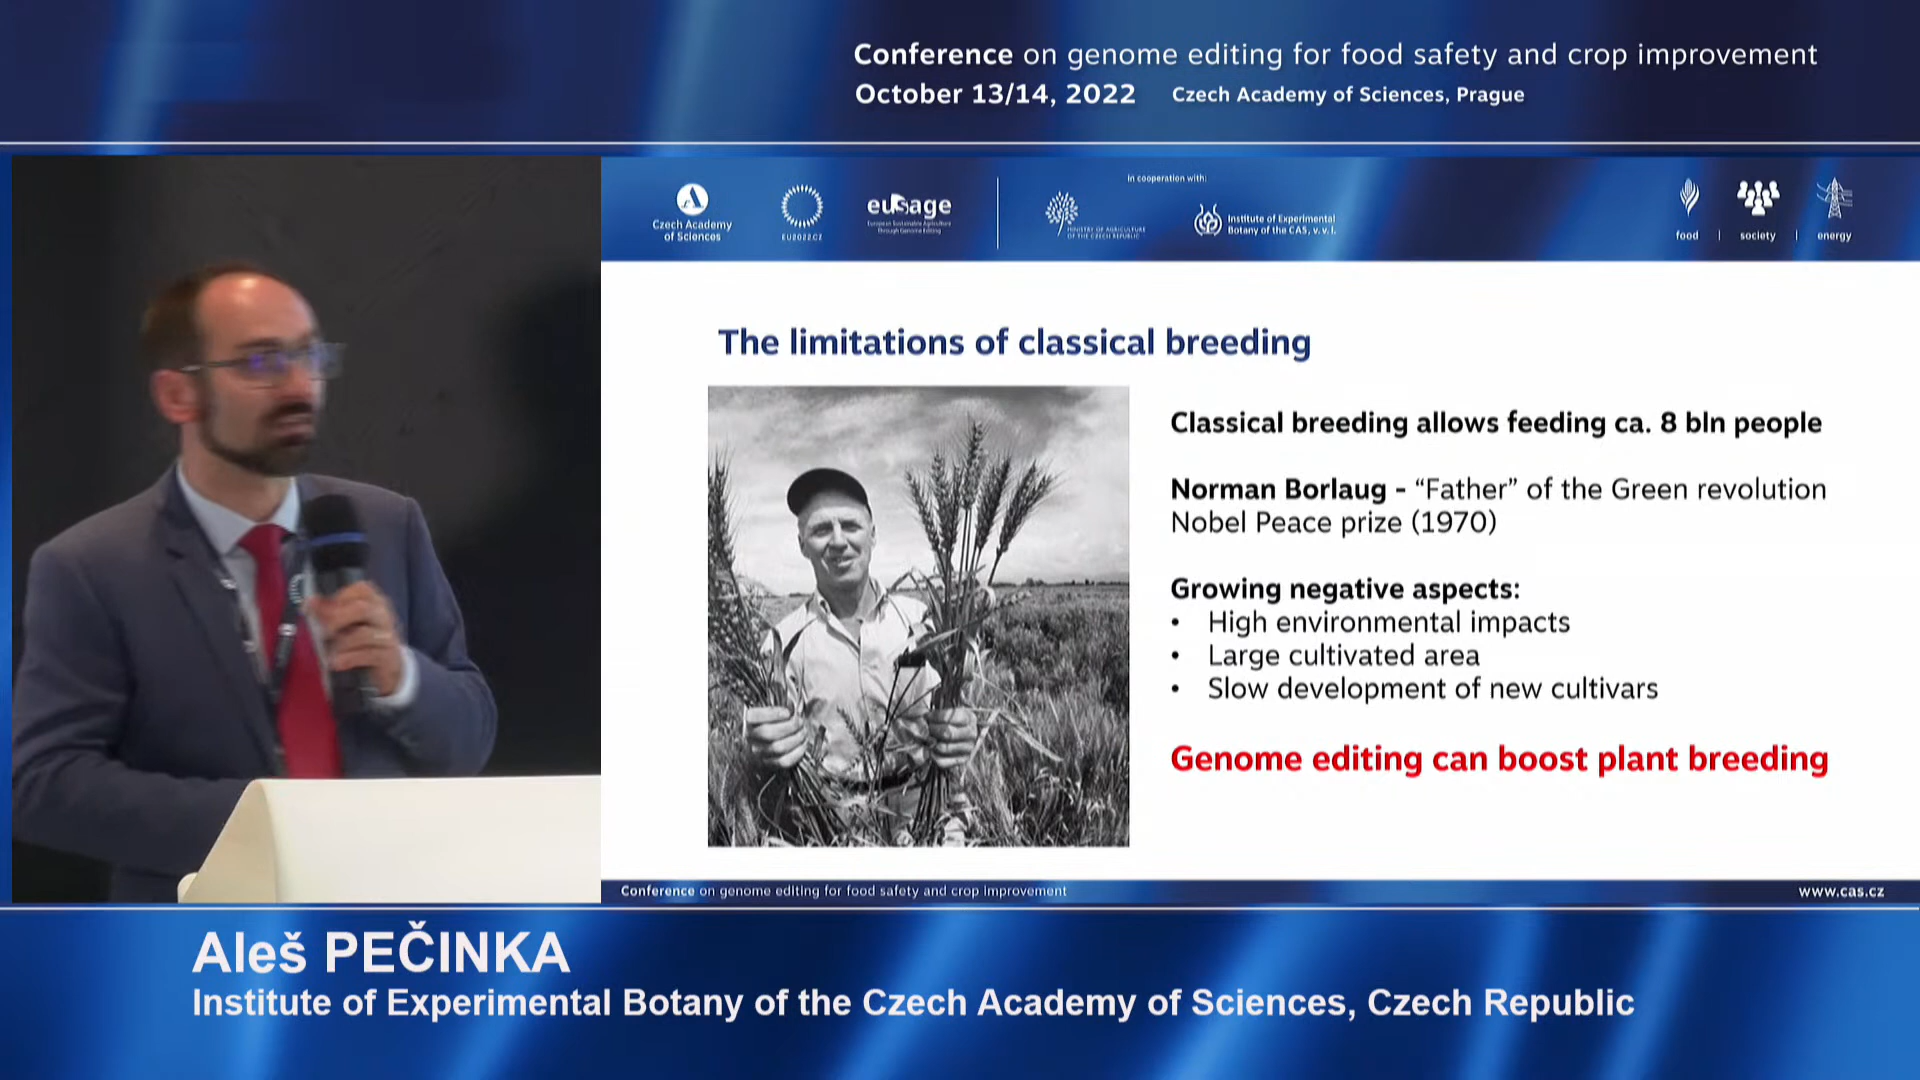 Conference on genome editing for food safety and crop improvement
October 13/14, 2022 Czech Academy of Sciences, Prague
in cooperation with:
Czech Academy
of Sciences
EU2022.CZ
eusage
European Sustainable Agriculture
through Genome Editing
MINISTRY OF AGRICULTURE
OF THE CZECH REPUBLIC
Institute of Experimental
Botany of the CAS, v. v. i.
food | society | energy
The limitations of classical breeding
Classical breeding allows feeding ca. 8 bln people
Norman Borlaug - “Father” of the Green revolution
Nobel Peace prize (1970)
Growing negative aspects:
• High environmental impacts
• Large cultivated area
• Slow development of new cultivars
Genome editing can boost plant breeding
Conference on genome editing for food safety and crop improvement
www.cas.cz
Aleš PEČINKA
Institute of Experimental Botany of the Czech Academy of Sciences, Czech Republic